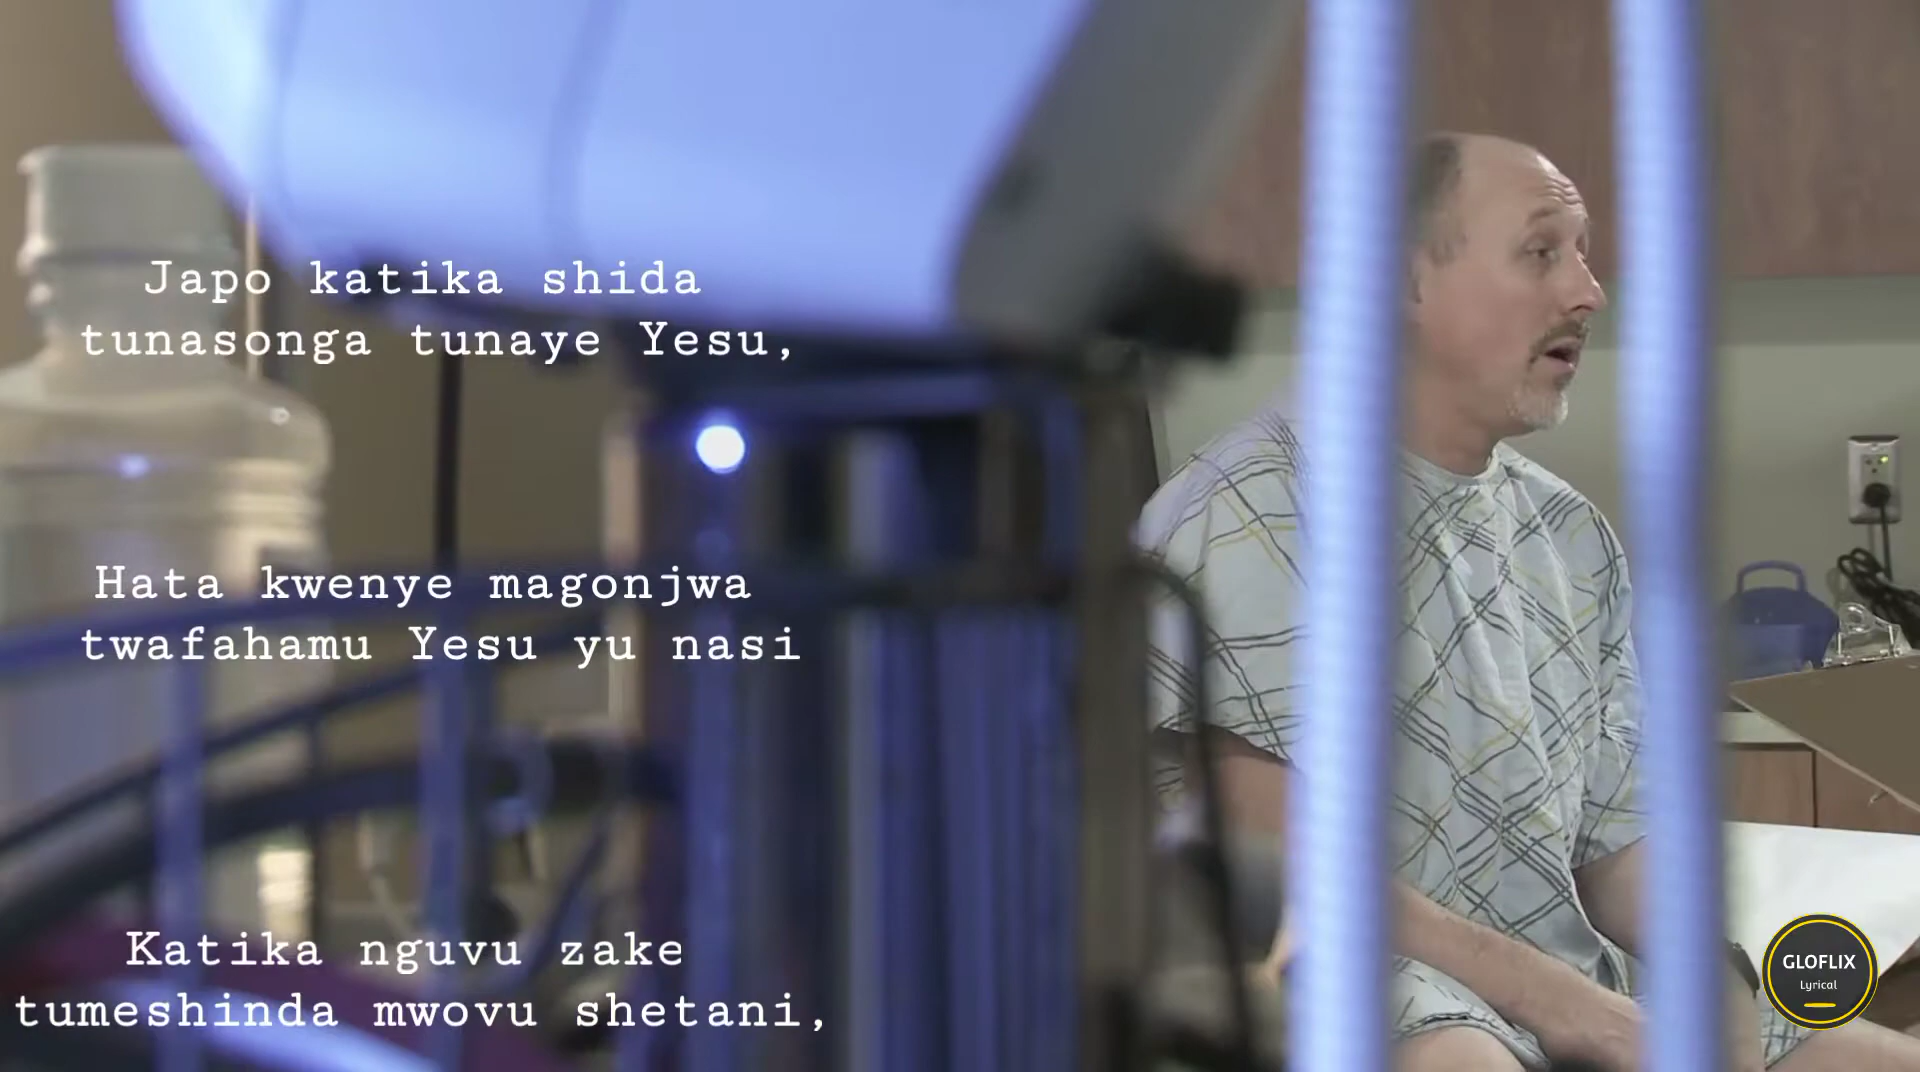 Japo katika shida
tunasonga tunaye Yesu,
Hata kwenye magonjwa
twafahamu Yesu yu nasi
Katika nguvu zake
tumeshinda mwovu shetani,
GLOFLIX
Lyrical